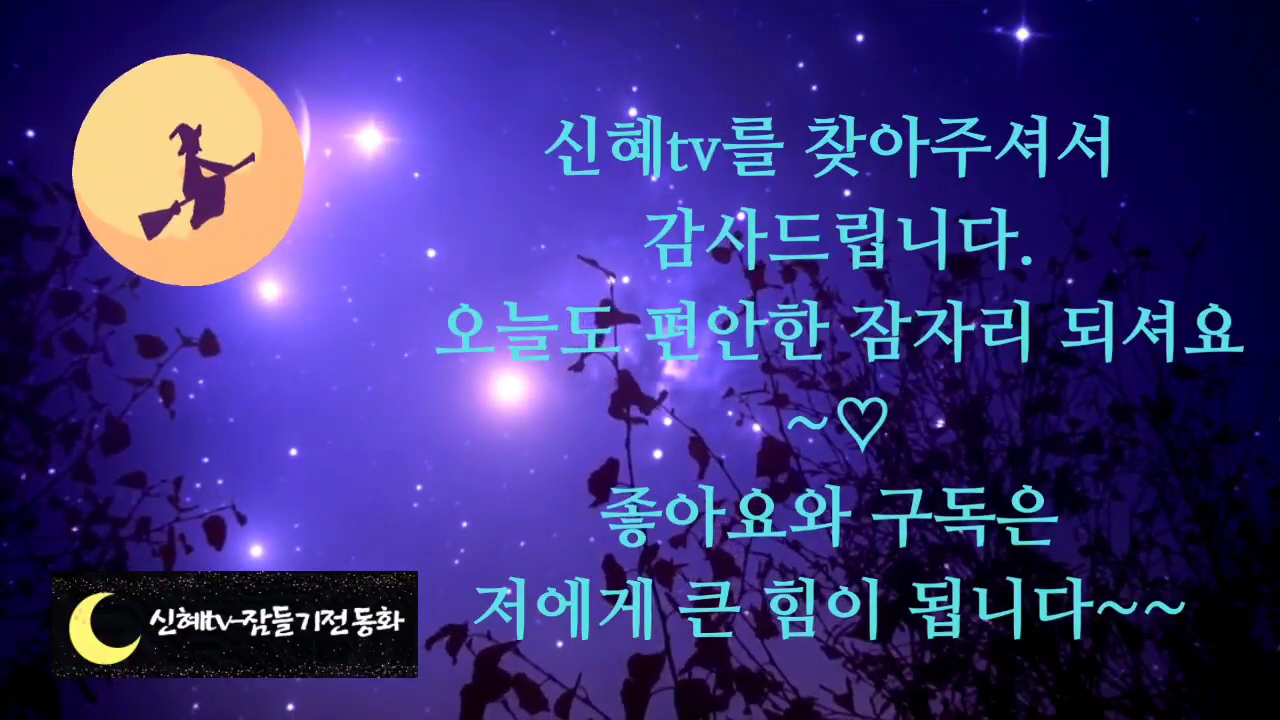 신혜tv를 찾아주셔서
감사드립니다.
오늘도 편안한 잠자리 되셔요
~♡
좋아요와 구독은
저에게 큰 힘이 됩니다~~
신혜tv-잠들기전 동화